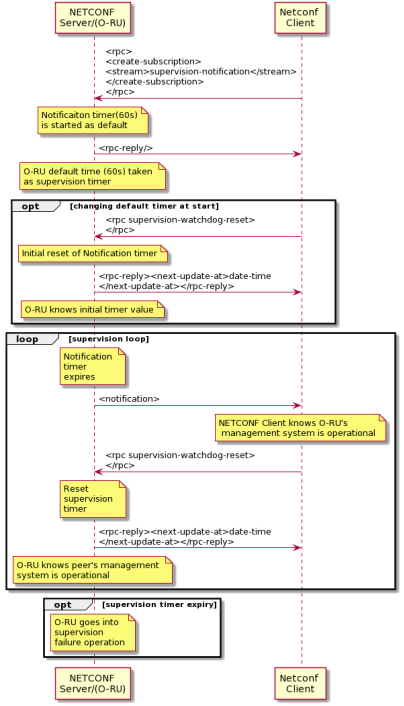 NETCONF
Server/(O-RU)
Netconf
Client
<rpc>
<create-subscription>
<stream>supervision-notification</stream>
</create-subscription>
</rpc>
Notificaiton timer(60s)
is started as default
<rpc-reply/>
O-RU default time (60s) taken
as supervision timer
opt [changing default timer at start]
<rpc supervision-watchdog-reset>
</rpc>
Initial reset of Notification timer
<rpc-reply><next-update-at>date-time
</next-update-at></rpc-reply>
O-RU knows initial timer value
loop [supervision loop]
Notification
timer
expires
<notification>
NETCONF Client knows O-RU's
management system is operational
<rpc supervision-watchdog-reset>
</rpc>
Reset
supervision
timer
<rpc-reply><next-update-at>date-time
</next-update-at></rpc-reply>
O-RU knows peer's management
system is operational
opt [supervision timer expiry]
O-RU goes into
supervision
failure operation
NETCONF
Server/(O-RU)
Netconf
Client